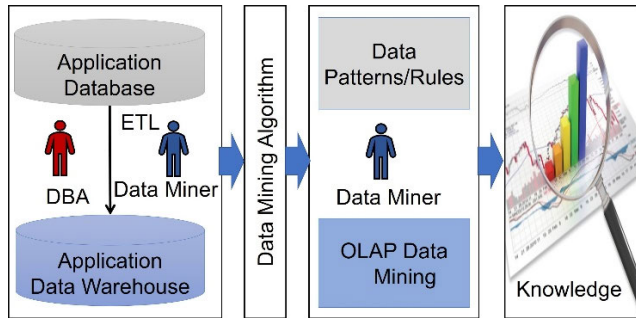 Application
Database
ETL
DBA
Data Miner
Application
Data Warehouse
Data Mining Algorithm
Data
Patterns/Rules
Data Miner
OLAP Data
Mining
Knowledge